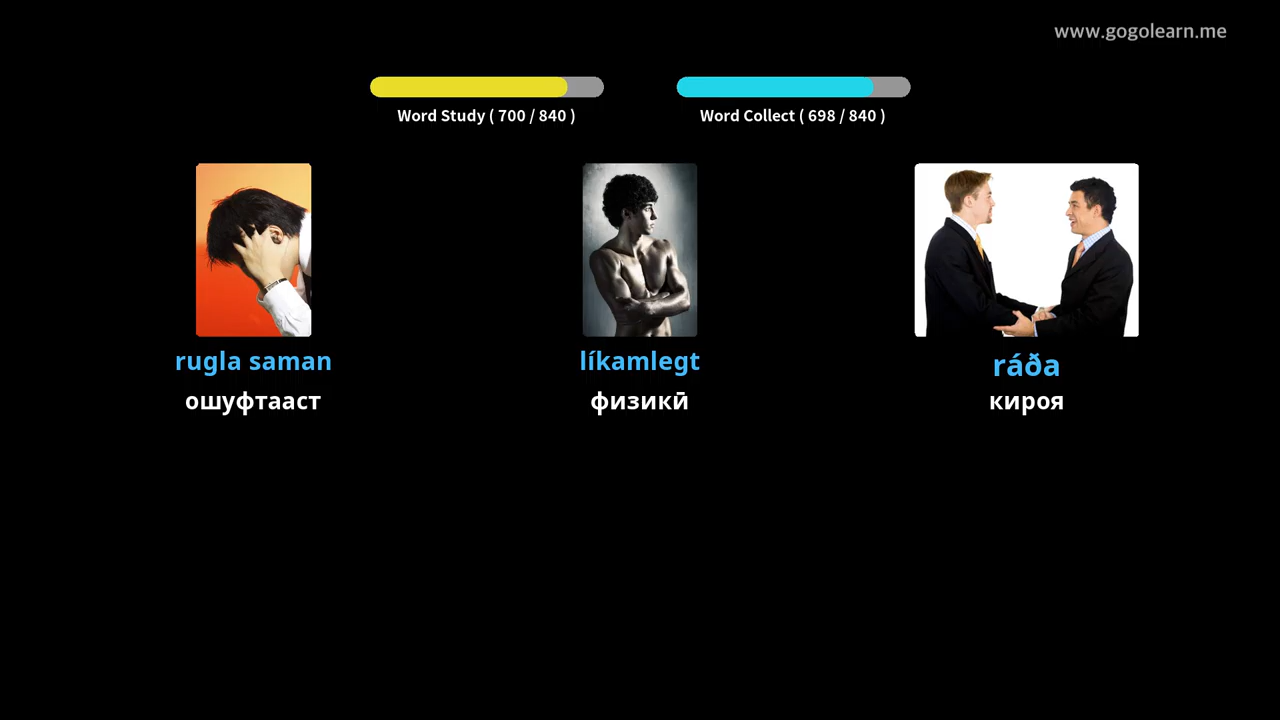 www.gogolearn.me
Word Study ( 700 / 840 )
Word Collect ( 698 / 840 )
rugla saman
líkamlegt
ráða
ошуфтааст
физикӣ
кироя